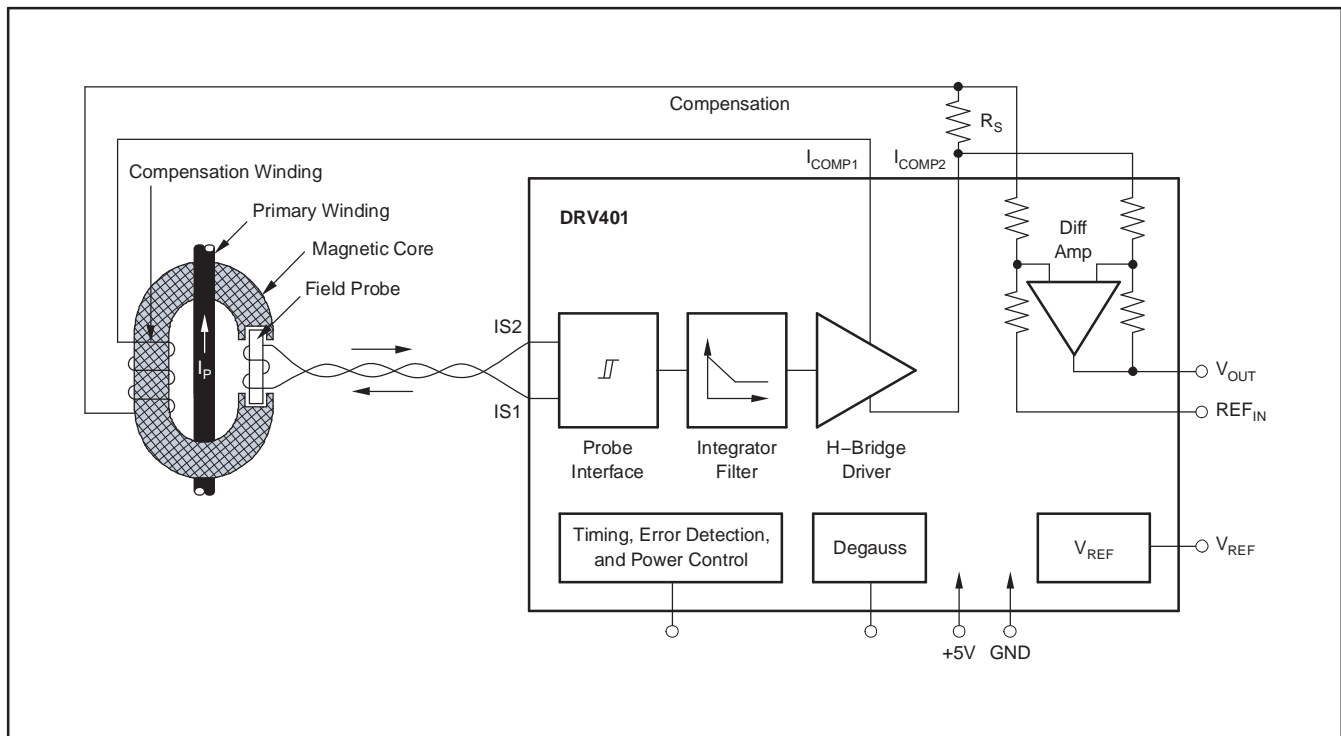 Compensation
R_S
I_COMP1
I_COMP2
Compensation Winding
Primary Winding
Magnetic Core
Field Probe
I_P
DRV401
Diff
Amp
IS2
IS1
Probe
Interface
Integrator
Filter
H−Bridge
Driver
V_OUT
REF_IN
Timing, Error Detection,
and Power Control
Degauss
V_REF
V_REF
+5V
GND